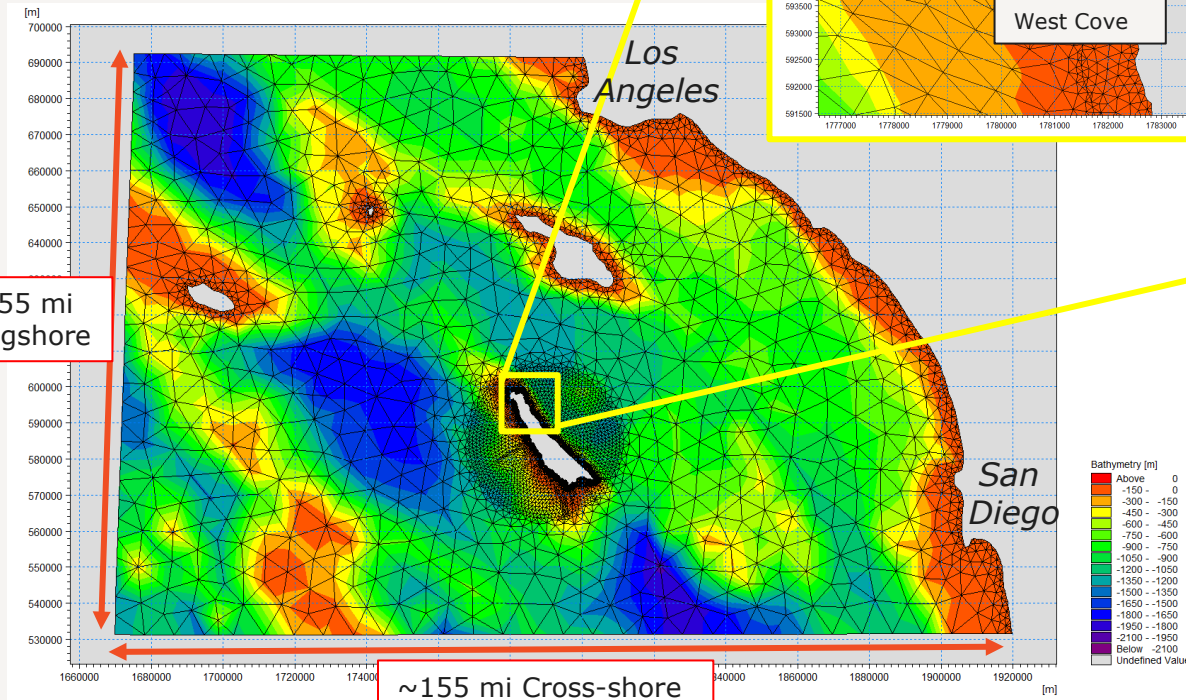 [m]
700000
690000
680000
670000
660000
650000
640000
600000
590000
580000
570000
560000
550000
540000
530000
Los
Angeles
593500
593000
592500
592000
591500
West Cove
1777000 1778000 1779000 1780000 1781000 1782000 1783000
55 mi
gshore
San
Diego
Bathymetry [m]
Above 0
-150 - 0
-300 - -150
-450 - -300
-600 - -450
-750 - -600
-900 - -750
-1050 - -900
-1200 - -1050
-1350 - -1200
-1500 - -1350
-1650 - -1500
-1800 - -1650
-1950 - -1800
-2100 - -1950
Below -2100
Undefined Value
1660000 1680000 1700000 1720000 174000 840000 1860000 1880000 1900000 1920000
[m]
~155 mi Cross-shore